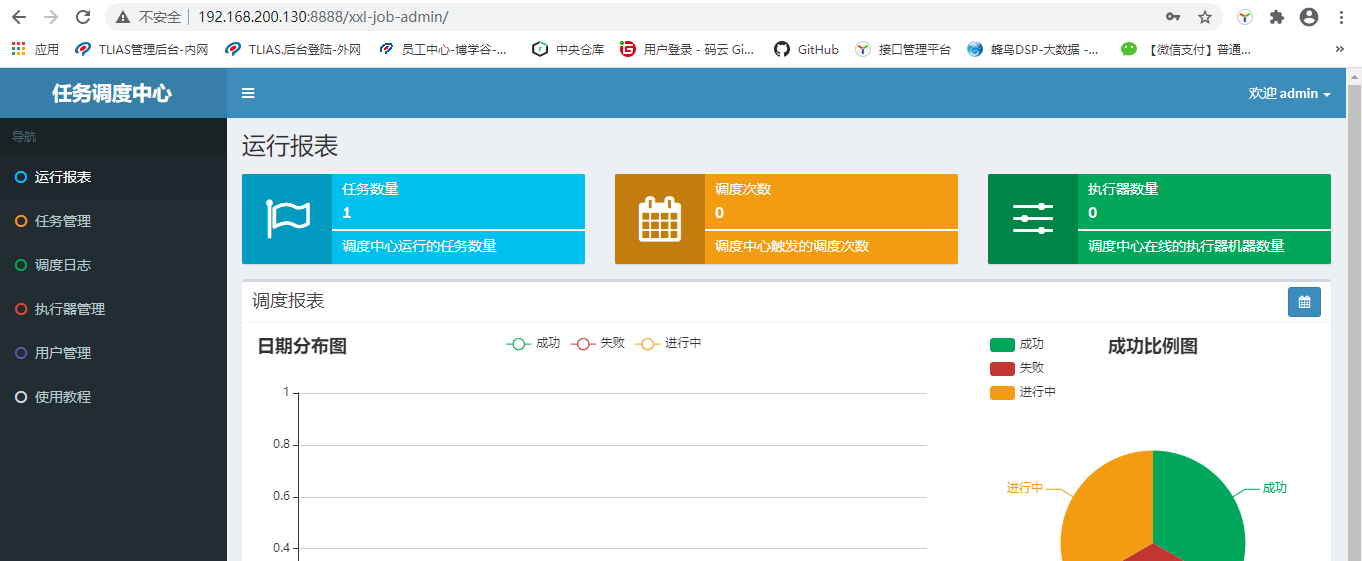 不安全 192.168.200.130:8888/xxl-job-admin/
应用 TLIAS管理后台-内网 TLIAS.后台登陆-外网 员工中心-博学谷-... 中央仓库 用户登录 - 码云 Gi... GitHub 接口管理平台 蜂鸟DSP-大数据 -... 【微信支付】普通... »
任务调度中心 欢迎 admin
导航
运行报表
任务管理
调度日志
执行器管理
用户管理
使用教程
运行报表
任务数量
1
调度中心运行的任务数量
调度次数
0
调度中心触发的调度次数
执行器数量
0
调度中心在线的执行器机器数量
调度报表
日期分布图
成功 失败 进行中
1
0.8
0.6
0.4
成功
失败
进行中
成功比例图
进行中
成功